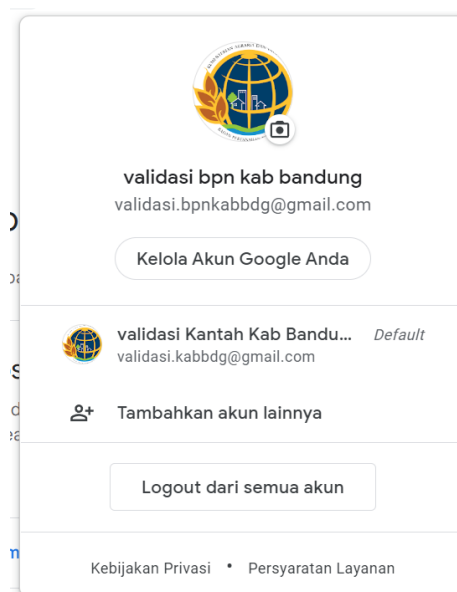 validasi bpn kab bandung
validasi.bpnkabbdg@gmail.com
Kelola Akun Google Anda
validasi Kantah Kab Bandu... Default
validasi.kabbdg@gmail.com
Tambahkan akun lainnya
Logout dari semua akun
Kebijakan Privasi • Persyaratan Layanan